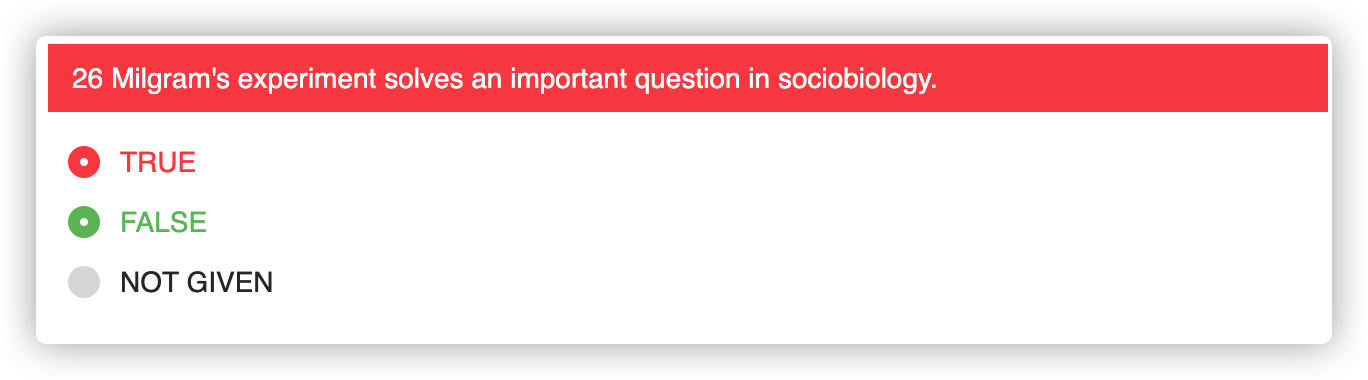 26 Milgram's experiment solves an important question in sociobiology.
TRUE
FALSE
NOT GIVEN